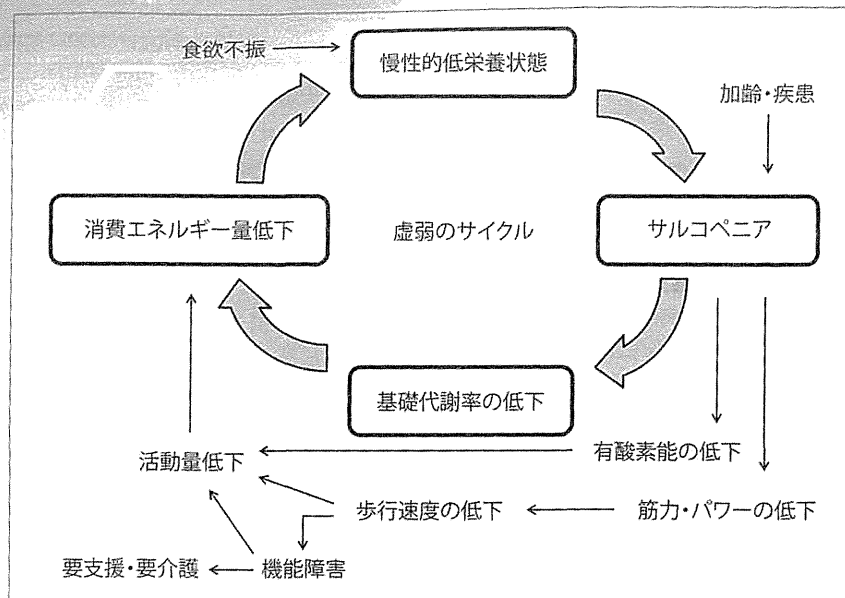 食欲不振
慢性的低栄養状態
加齢・疾患
消費エネルギー量低下
虚弱のサイクル
サルコペニア
基礎代謝率の低下
有酸素能の低下
活動量低下
歩行速度の低下
筋力・パワーの低下
要支援・要介護
機能障害